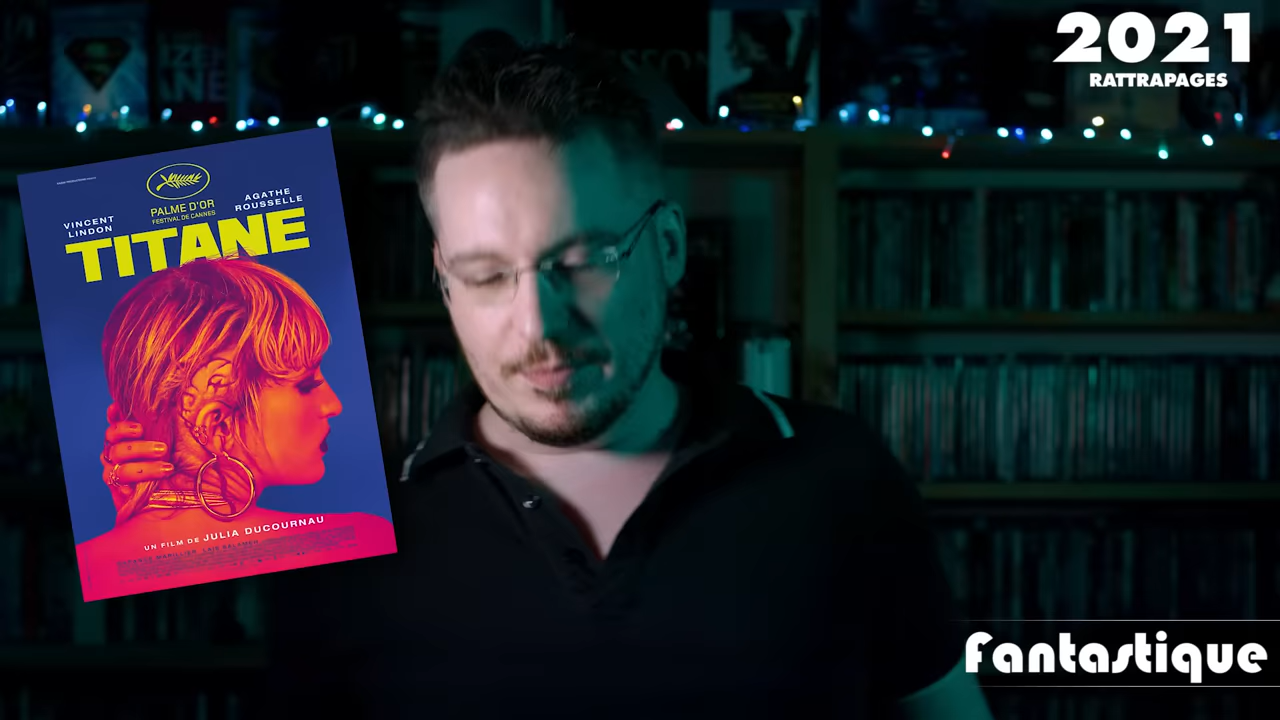 2021
RATTRAPAGES
PALME D'OR
FESTIVAL DE CANNES
VINCENT
LINDON
AGATHE
ROUSSELLE
TITANE
UN FILM DE JULIA DUCOURNAU
Fantastique